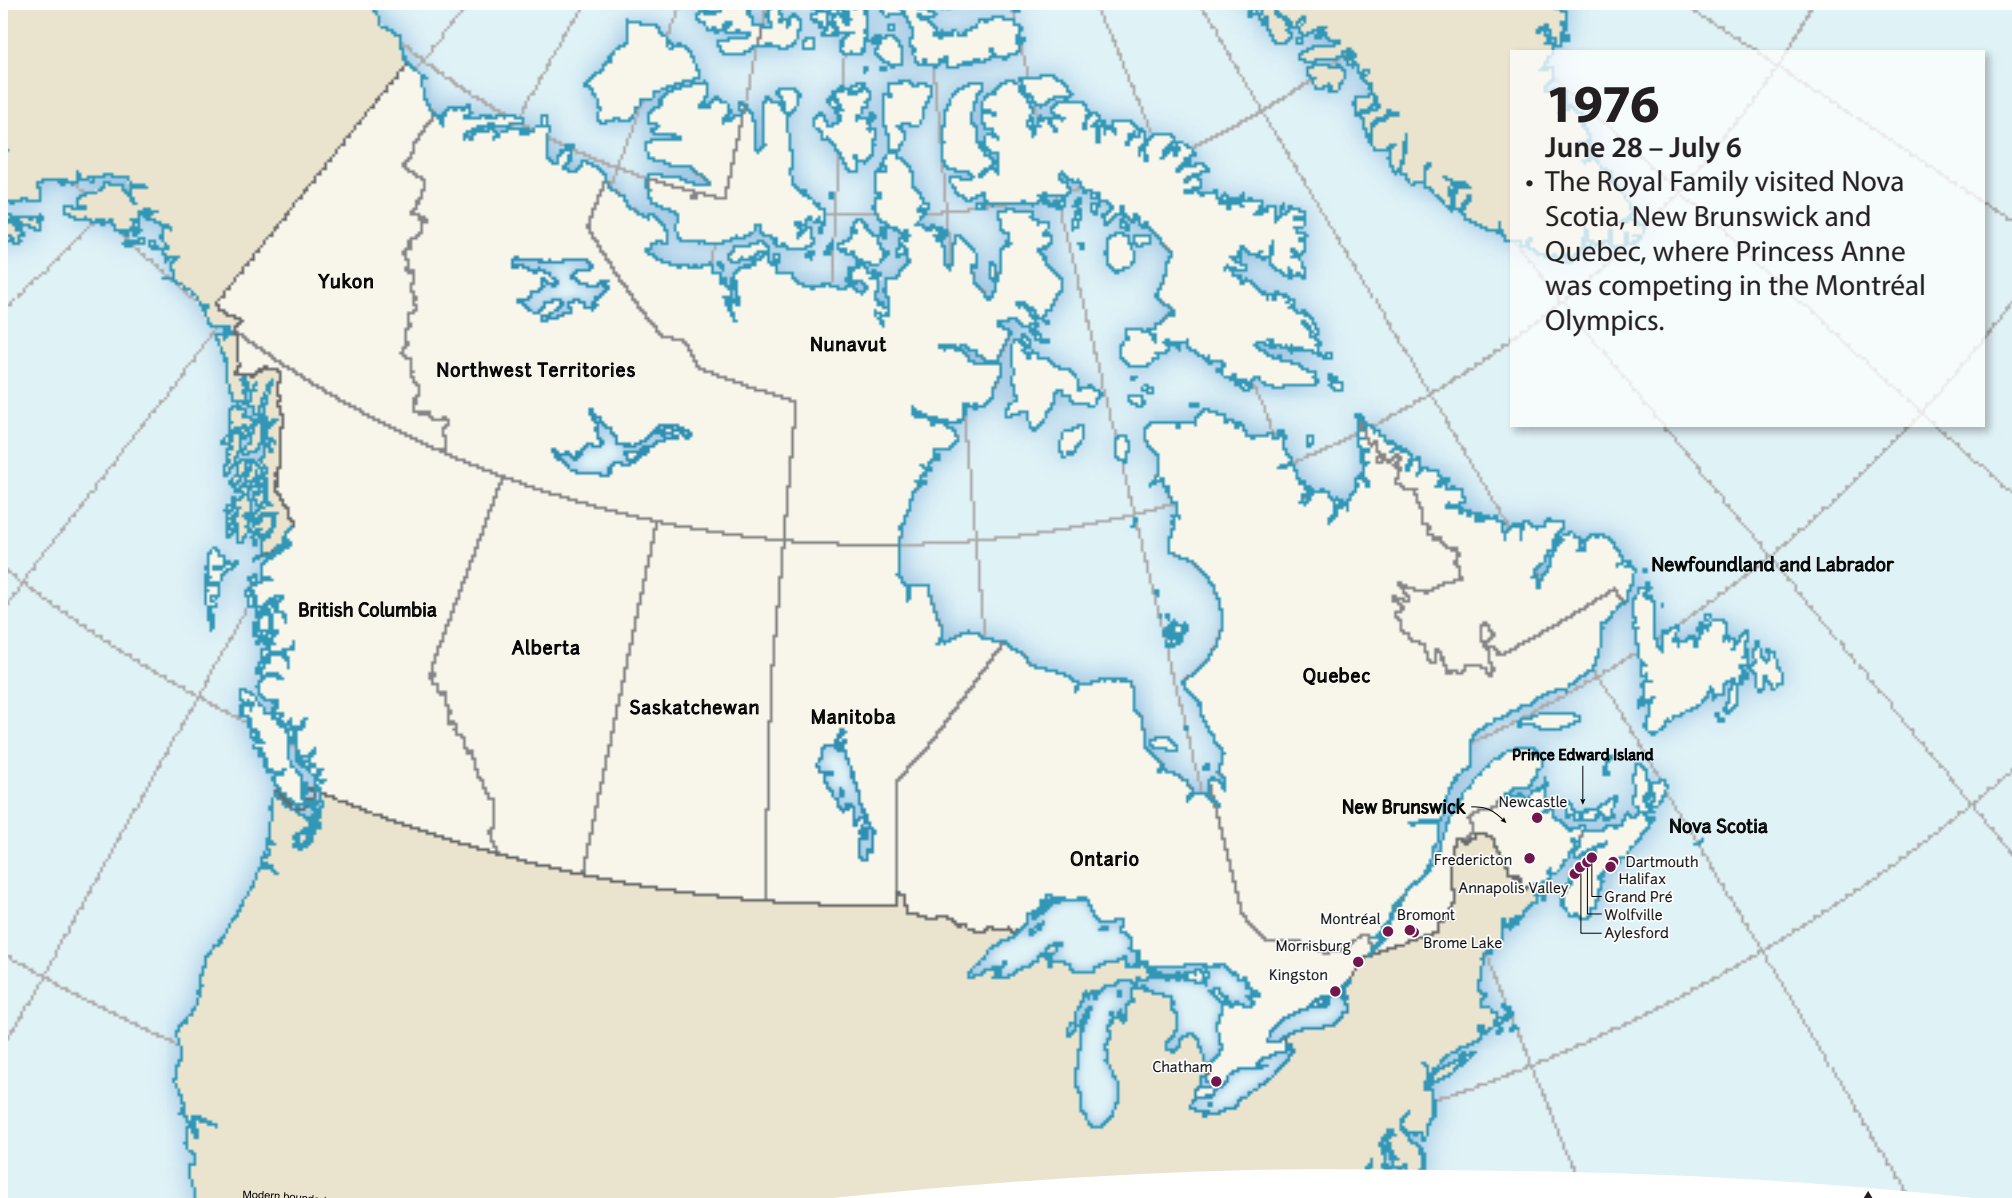 1976
June 28 – July 6
• The Royal Family visited Nova
Scotia, New Brunswick and
Quebec, where Princess Anne
was competing in the Montréal
Olympics.
Yukon
Northwest Territories
Nunavut
British Columbia
Alberta
Saskatchewan
Manitoba
Ontario
Quebec
Newfoundland and Labrador
Prince Edward Island
New Brunswick
Newcastle
Nova Scotia
Fredericton
Dartmouth
Halifax
Annapolis Valley
Grand Pré
Wolfville
Aylesford
Montréal
Bromont
Brome Lake
Morrisburg
Kingston
Chatham
Modern